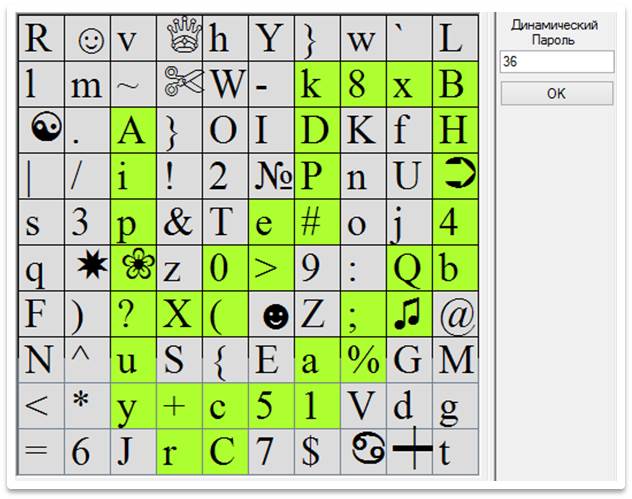 R ☺ v ♕ h Y } w ` L
l m ~ ✄ W - k 8 x B
☯ . A } O I D K f H
| / i ! 2 № P n U ➲
s 3 p & T e # o j 4
q ✹ ❀ z 0 > 9 : Q b
F ) ? X ( ☻ Z ; ♫ @
N ^ u S { E a % G M
< * y + c 5 1 V d g
= 6 J r C 7 $ ♋ ┼ t
Динамический
Пароль
36
OK